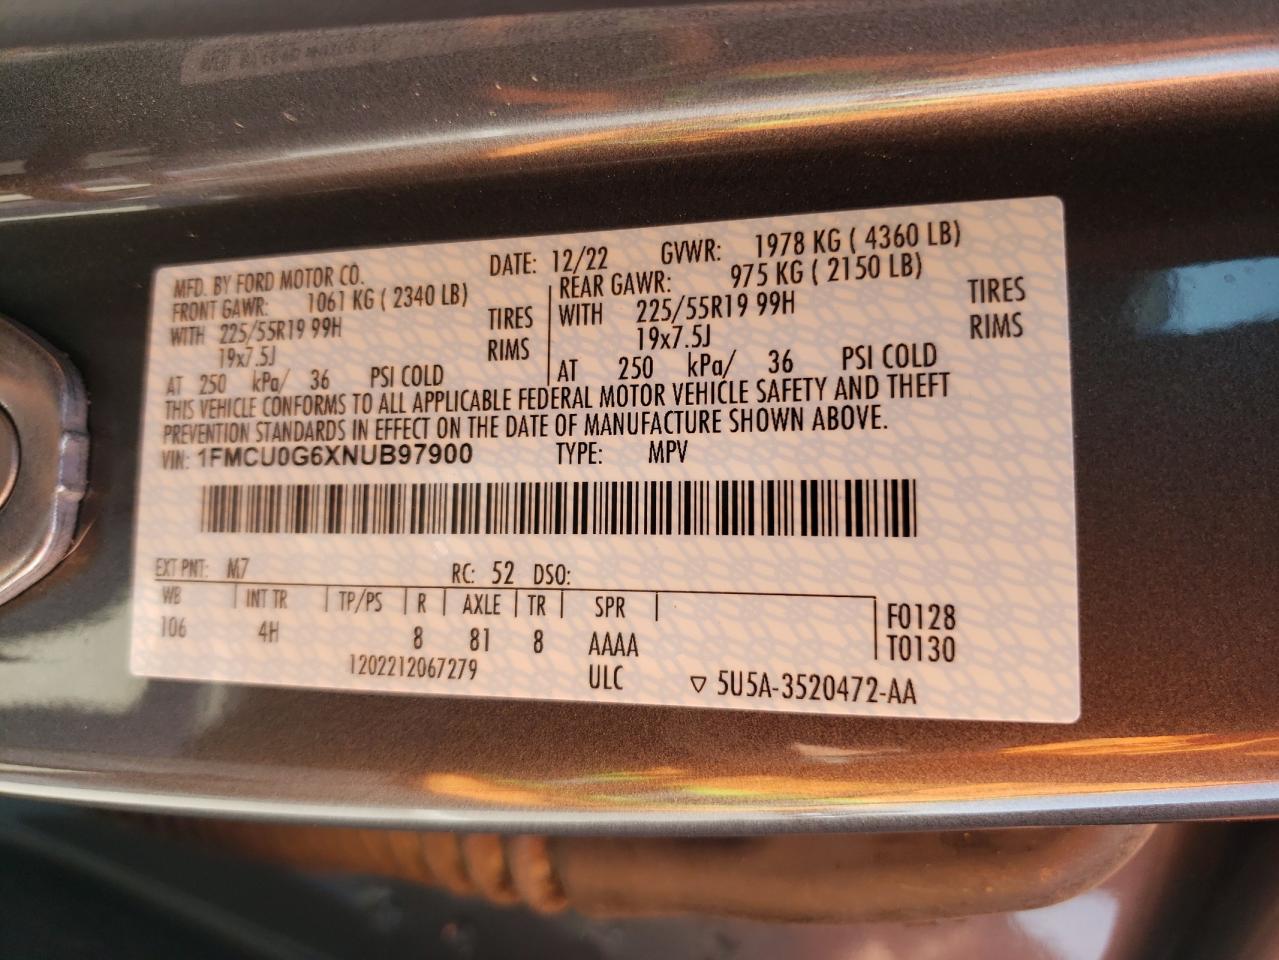 MFD. BY FORD MOTOR CO. DATE: 12/22 GVWR: 1978 KG ( 4360 LB)
FRONT GAWR: 1061 KG ( 2340 LB) REAR GAWR: 975 KG ( 2150 LB)
WITH 225/55R19 99H TIRES WITH 225/55R19 99H TIRES
19x7.5J RIMS 19x7.5J RIMS
AT 250 kPa/ 36 PSI COLD AT 250 kPa/ 36 PSI COLD
THIS VEHICLE CONFORMS TO ALL APPLICABLE FEDERAL MOTOR VEHICLE SAFETY AND THEFT
PREVENTION STANDARDS IN EFFECT ON THE DATE OF MANUFACTURE SHOWN ABOVE.
VIN: 1FMCU0G6XNUB97900 TYPE: MPV
EXT PNT: M7 RC: 52 DSO:
WB INT TR TP/PS R AXLE TR SPR F0128
106 4H 8 81 8 AAAA T0130
1202212067279 ULC ▽ 5U5A-3520472-AA